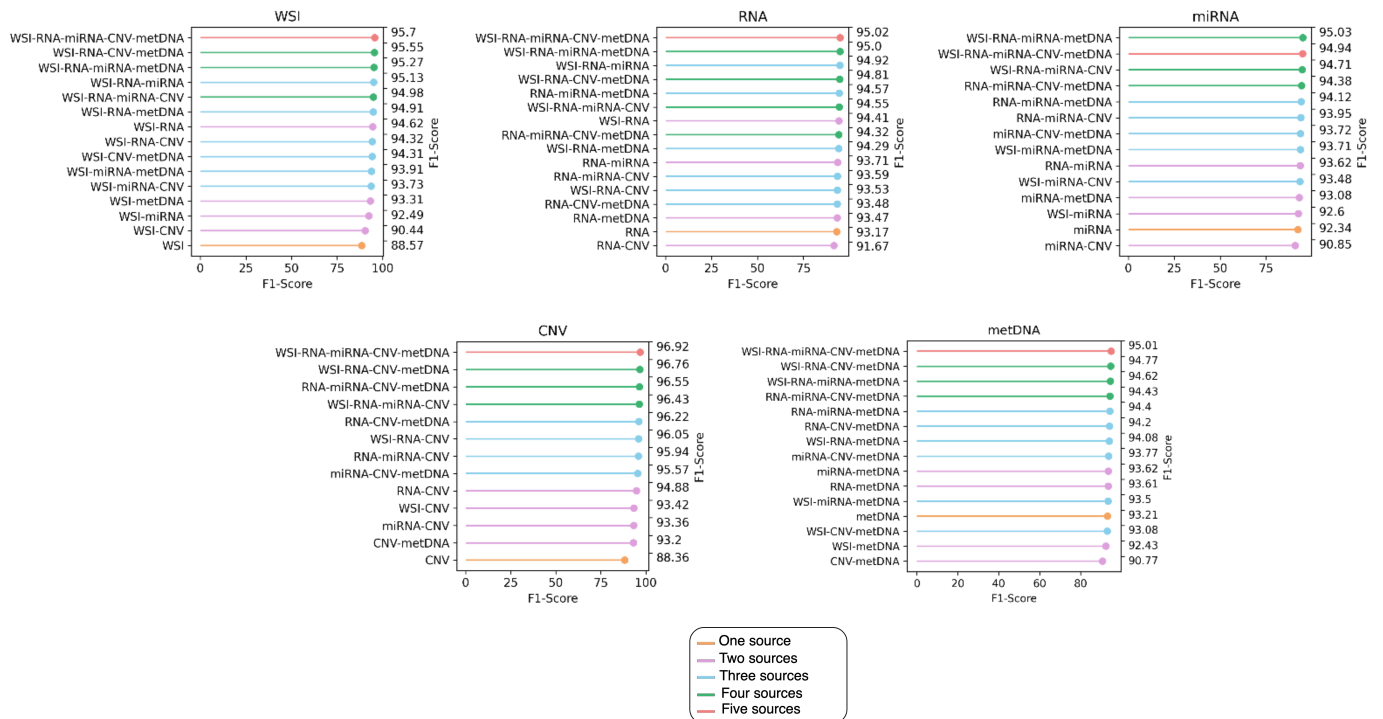 WSI
WSI-RNA-miRNA-CNV-metDNA 95.7
WSI-RNA-CNV-metDNA 95.55
WSI-RNA-miRNA-metDNA 95.27
WSI-RNA-miRNA 95.13
WSI-RNA-miRNA-CNV 94.98
WSI-RNA-metDNA 94.91
WSI-RNA 94.62
WSI-RNA-CNV 94.32
WSI-CNV-metDNA 94.31
WSI-miRNA-metDNA 93.91
WSI-miRNA-CNV 93.73
WSI-metDNA 93.31
WSI-miRNA 92.49
WSI-CNV 90.44
WSI 88.57
F1-Score
0 25 50 75 100
F1-Score
RNA
WSI-RNA-miRNA-CNV-metDNA 95.02
WSI-RNA-miRNA-metDNA 95.0
WSI-RNA-miRNA 94.92
WSI-RNA-CNV-metDNA 94.81
RNA-miRNA-metDNA 94.57
WSI-RNA-miRNA-CNV 94.55
WSI-RNA 94.41
RNA-miRNA-CNV-metDNA 94.32
WSI-RNA-metDNA 94.29
RNA-miRNA 93.71
RNA-miRNA-CNV 93.59
WSI-RNA-CNV 93.53
RNA-CNV-metDNA 93.48
RNA-metDNA 93.47
RNA 93.17
RNA-CNV 91.67
F1-Score
0 25 50 75
F1-Score
miRNA
WSI-RNA-miRNA-metDNA 95.03
WSI-RNA-miRNA-CNV-metDNA 94.94
WSI-RNA-miRNA-CNV 94.71
RNA-miRNA-CNV-metDNA 94.38
RNA-miRNA-metDNA 94.12
RNA-miRNA-CNV 93.95
miRNA-CNV-metDNA 93.72
WSI-miRNA-metDNA 93.71
RNA-miRNA 93.62
WSI-miRNA-CNV 93.48
miRNA-metDNA 93.08
WSI-miRNA 92.6
miRNA 92.34
miRNA-CNV 90.85
F1-Score
0 25 50 75
F1-Score
CNV
WSI-RNA-miRNA-CNV-metDNA 96.92
WSI-RNA-CNV-metDNA 96.76
RNA-miRNA-CNV-metDNA 96.55
WSI-RNA-miRNA-CNV 96.43
RNA-CNV-metDNA 96.22
WSI-RNA-CNV 96.05
RNA-miRNA-CNV 95.94
miRNA-CNV-metDNA 95.57
RNA-CNV 94.88
WSI-CNV 93.42
miRNA-CNV 93.36
CNV-metDNA 93.2
CNV 88.36
F1-Score
0 25 50 75 100
F1-Score
metDNA
WSI-RNA-miRNA-CNV-metDNA 95.01
WSI-RNA-CNV-metDNA 94.77
WSI-RNA-miRNA-metDNA 94.62
RNA-miRNA-CNV-metDNA 94.43
RNA-miRNA-metDNA 94.4
RNA-CNV-metDNA 94.2
WSI-RNA-metDNA 94.08
miRNA-CNV-metDNA 93.77
miRNA-metDNA 93.62
RNA-metDNA 93.61
WSI-miRNA-metDNA 93.5
metDNA 93.21
WSI-CNV-metDNA 93.08
WSI-metDNA 92.43
CNV-metDNA 90.77
F1-Score
0 20 40 60 80
F1-Score
One source
Two sources
Three sources
Four sources
Five sources